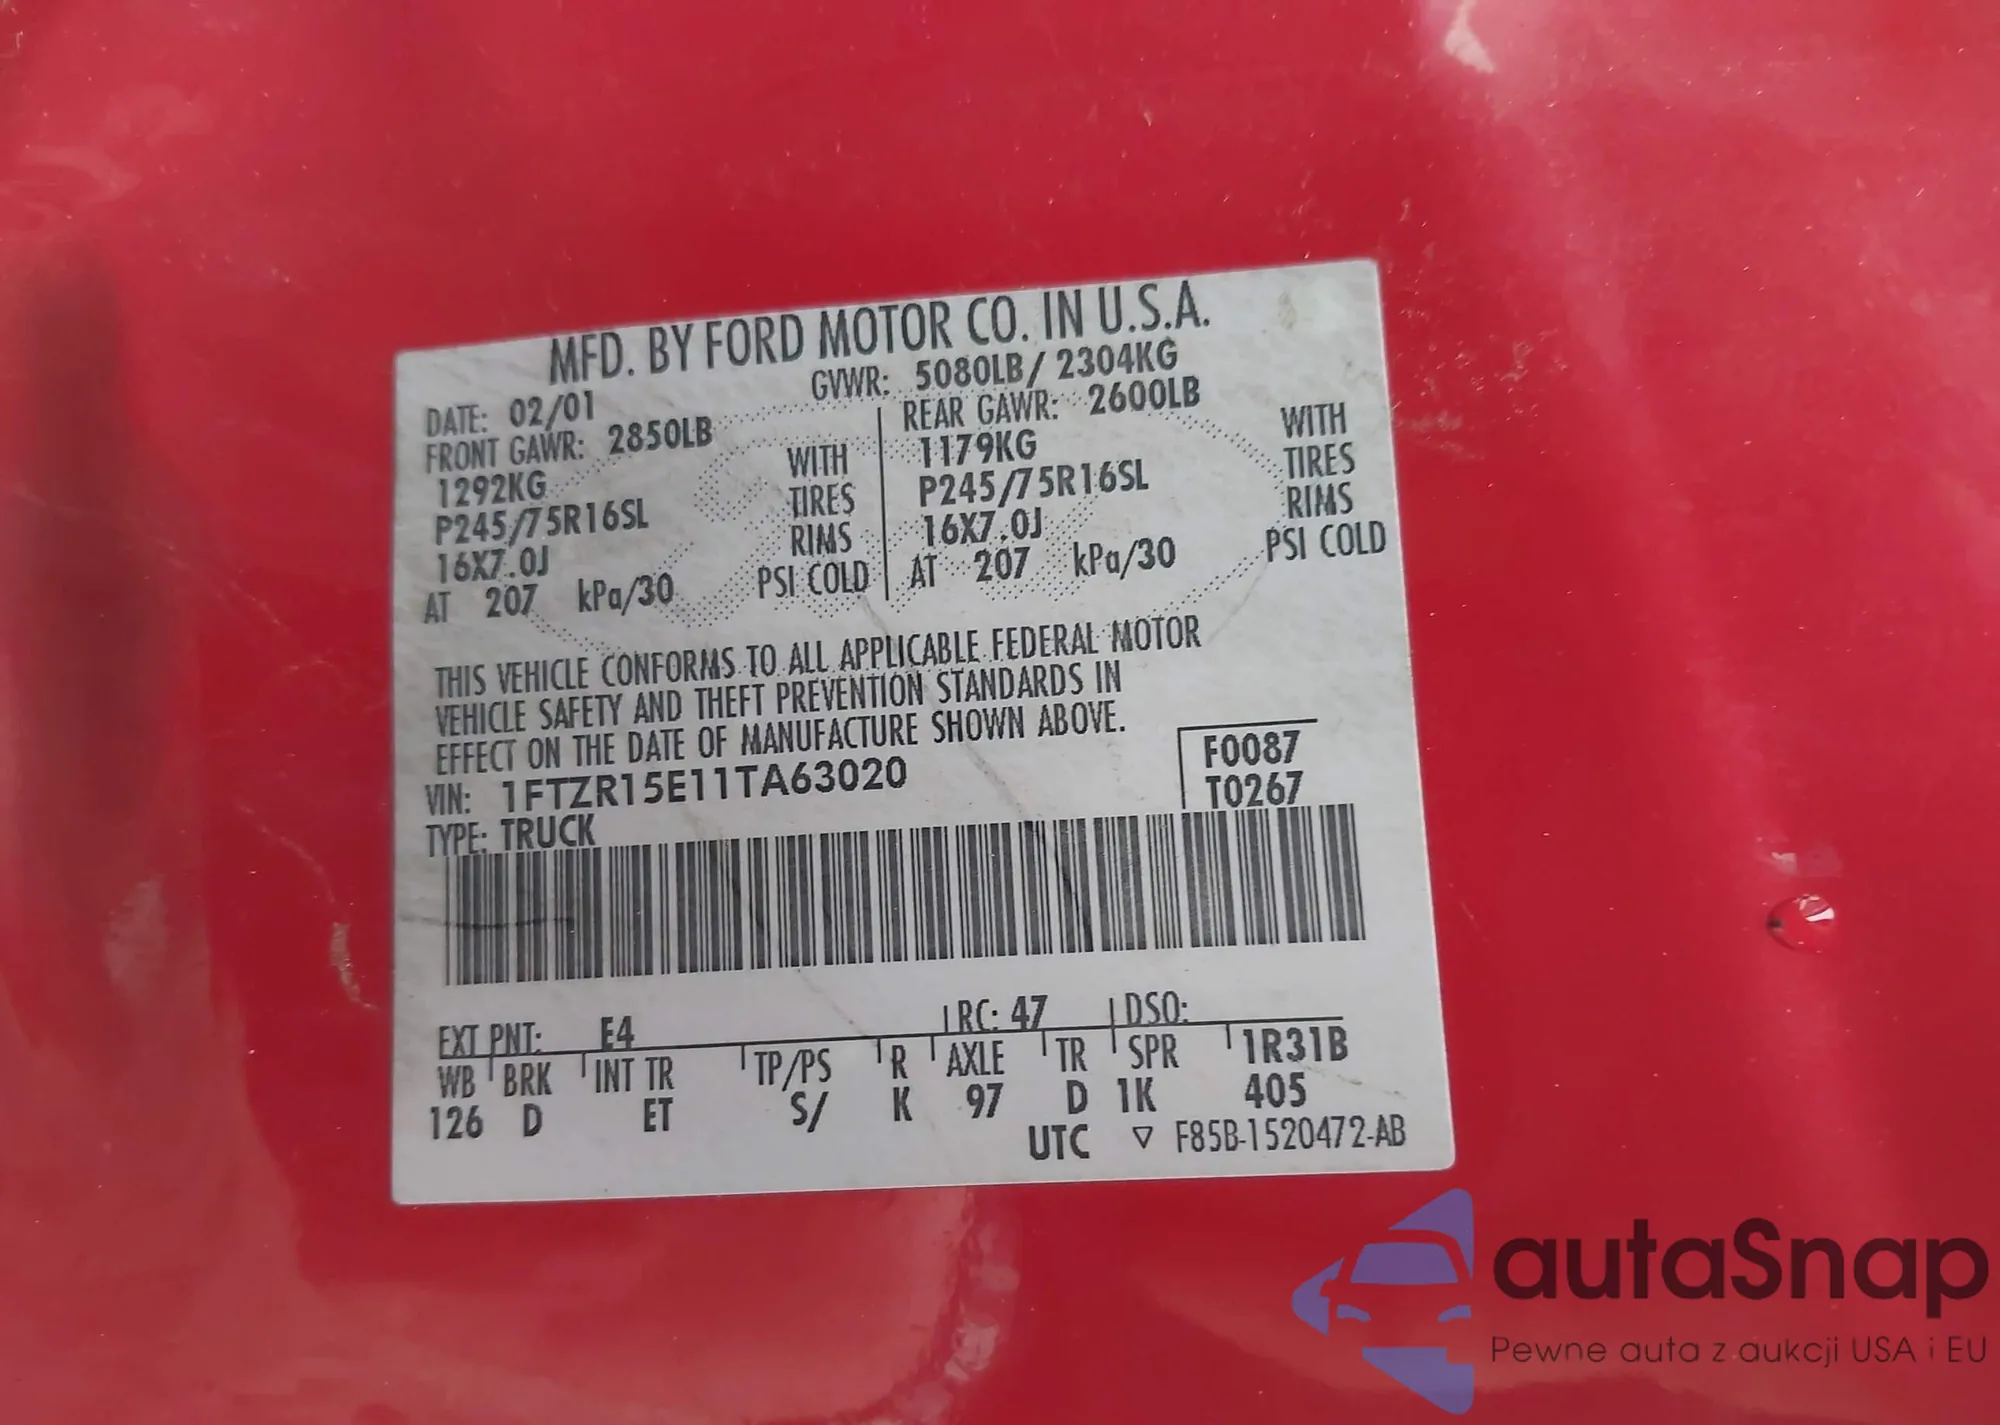 MFD. BY FORD MOTOR CO. IN U.S.A.
DATE: 02/01 GVWR: 5080LB/ 2304KG
FRONT GAWR: 2850LB REAR GAWR: 2600LB
1292KG WITH 1179KG WITH
P245/75R16SL TIRES P245/75R16SL TIRES
16X7.0J RIMS 16X7.0J RIMS
AT 207 kPa/30 PSI COLD AT 207 kPa/30 PSI COLD
THIS VEHICLE CONFORMS TO ALL APPLICABLE FEDERAL MOTOR
VEHICLE SAFETY AND THEFT PREVENTION STANDARDS IN
EFFECT ON THE DATE OF MANUFACTURE SHOWN ABOVE.
VIN: 1FTZR15E11TA63020 F0087
TYPE: TRUCK T0267
EXT PNT: E4 RC: 47 DSO:
WB BRK INT TR TP/PS R AXLE TR SPR 1R31B
126 D ET S/ K 97 D 1K 405
UTC ▽ F85B-1520472-AB
autaSnap
Pewne auta z aukcji USA i EU